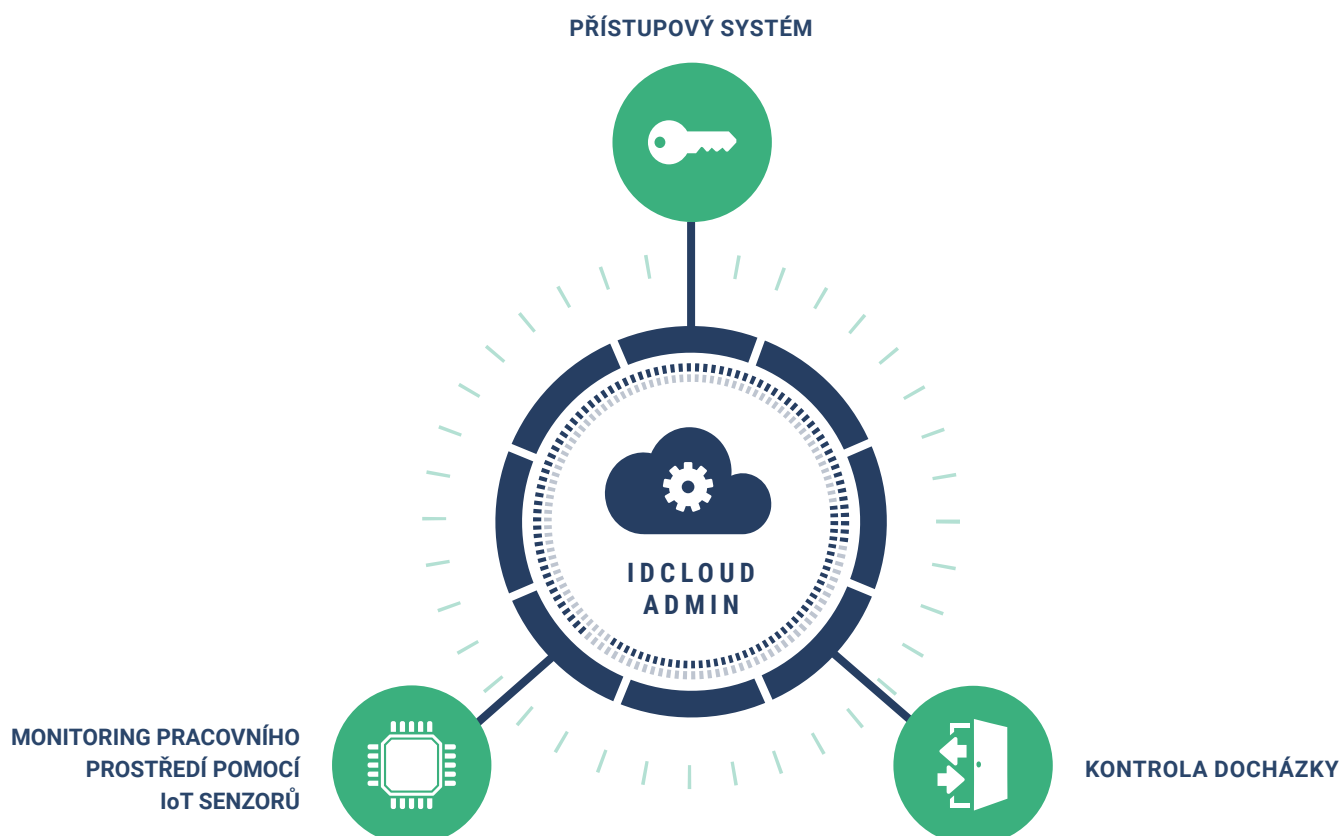 PŘÍSTUPOVÝ SYSTÉM
IDCLOUD
ADMIN
MONITORING PRACOVNÍHO
PROSTŘEDÍ POMOCÍ
IoT SENZORŮ
KONTROLA DOCHÁZKY